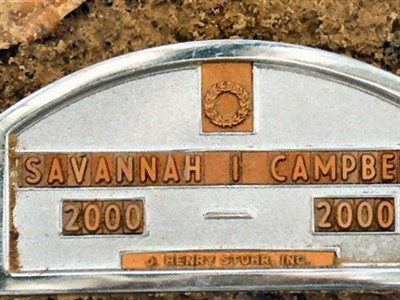 SAVANNAH I CAMPBE
2000 — 2000
J. HENRY STUHR, INC.